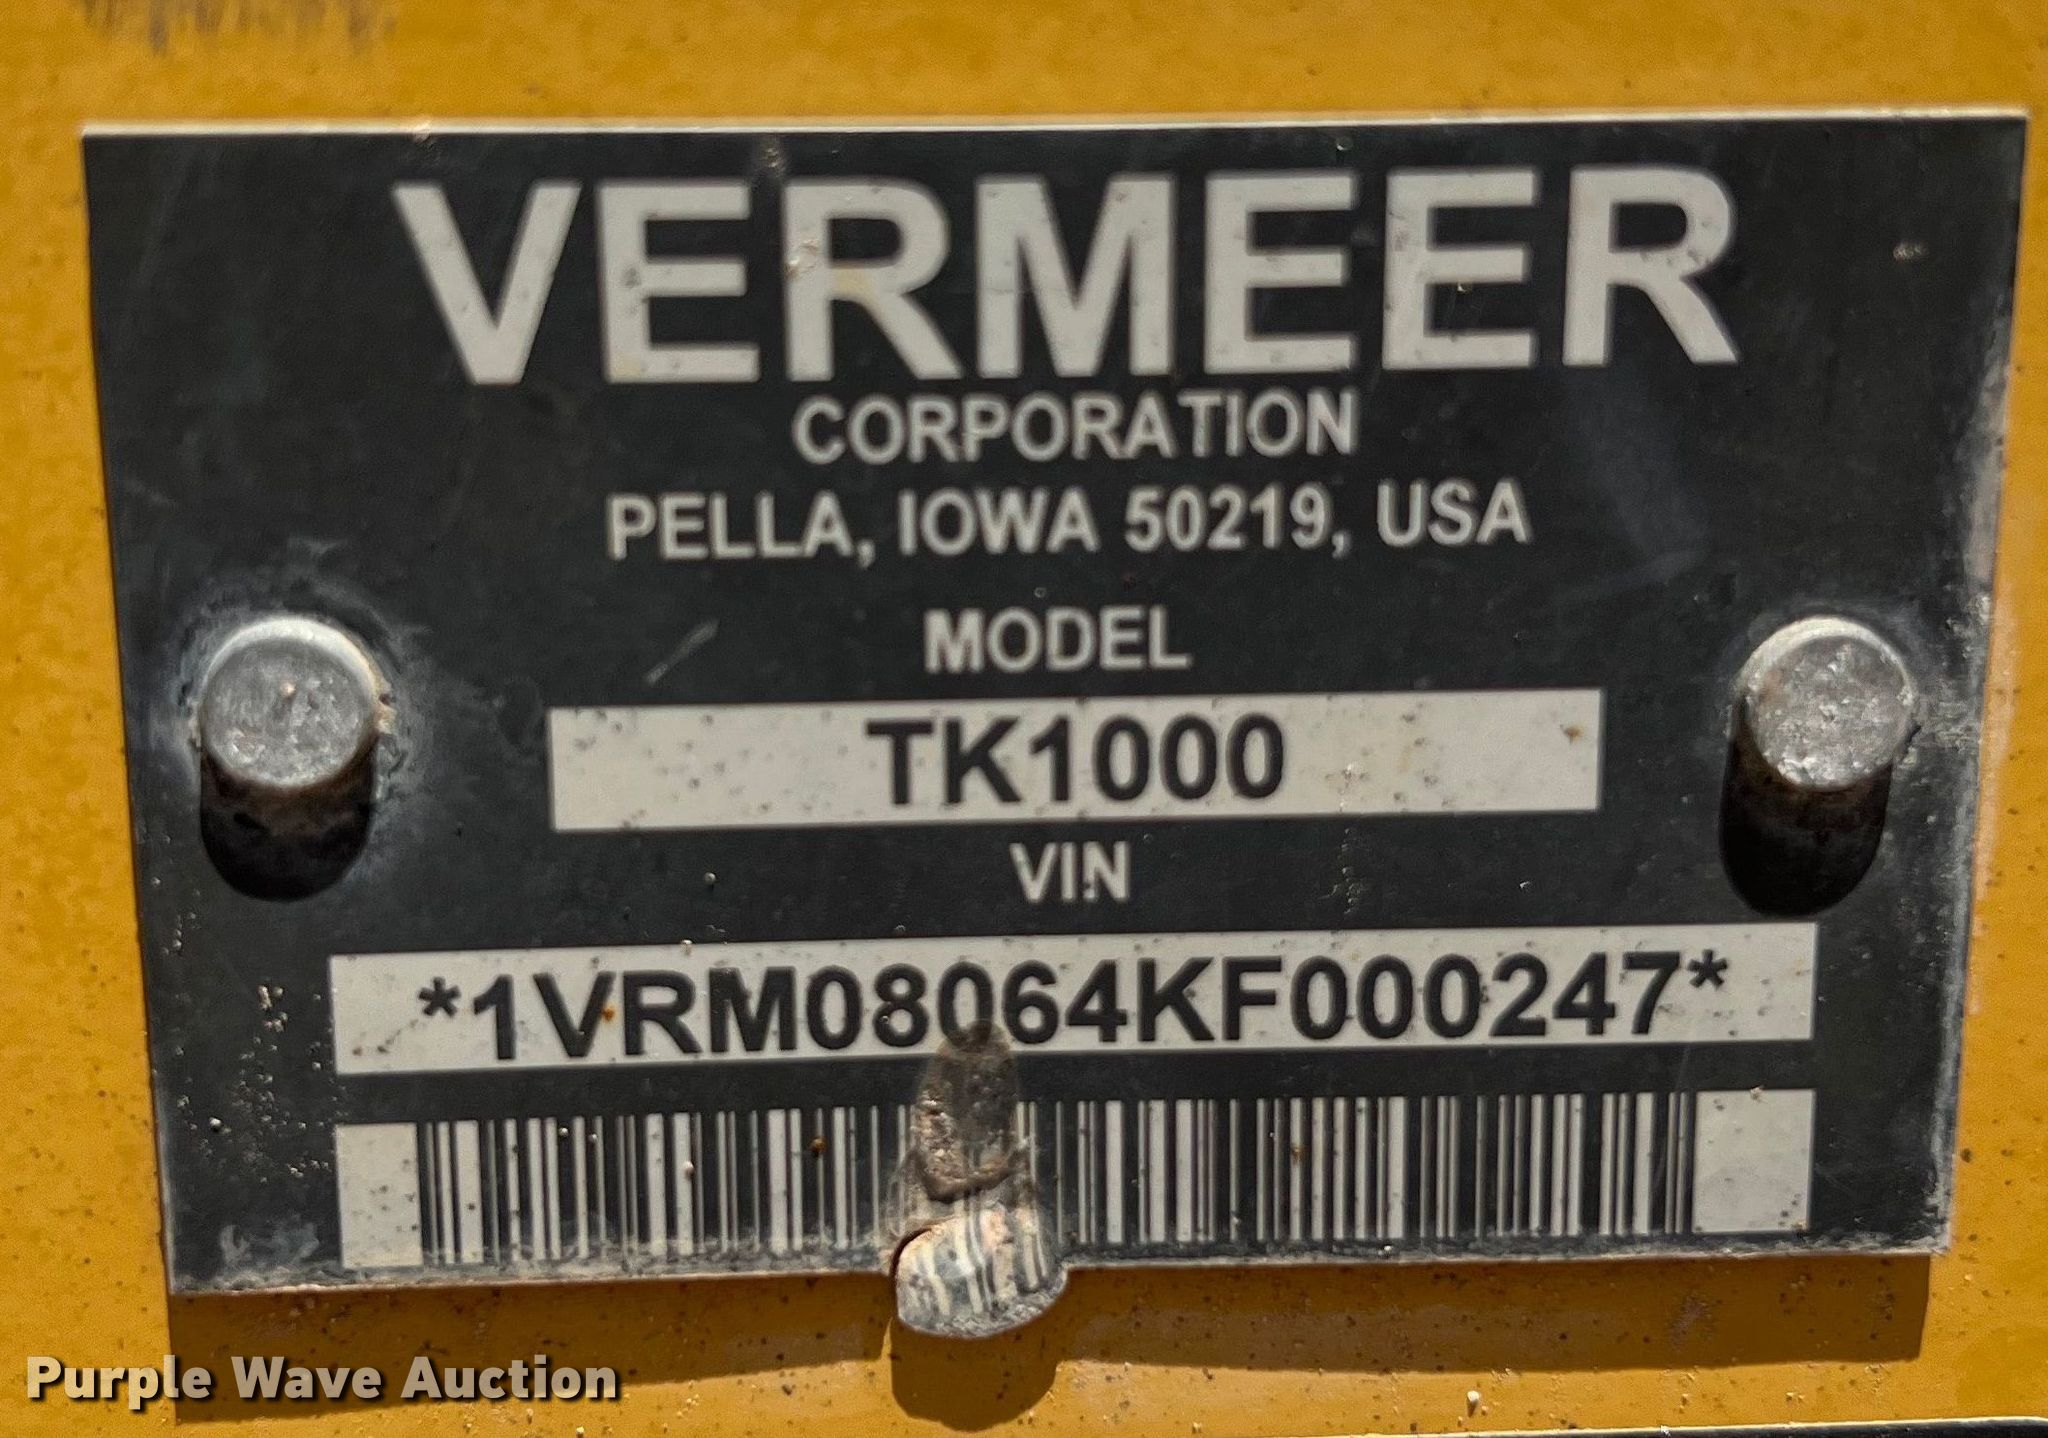 VERMEER
CORPORATION
PELLA, IOWA 50219, USA
MODEL
TK1000
VIN
*1VRM08064KF000247*
Purple Wave Auction